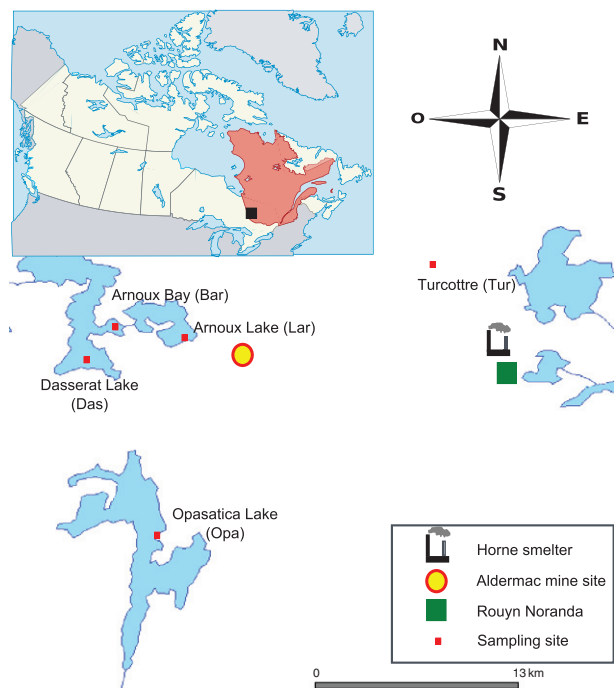 N
O
E
S
Turcottre (Tur)
Arnoux Bay (Bar)
Arnoux Lake (Lar)
Dasserat Lake
(Das)
Opasatica Lake
(Opa)
Horne smelter
Aldermac mine site
Rouyn Noranda
Sampling site
0
13 km